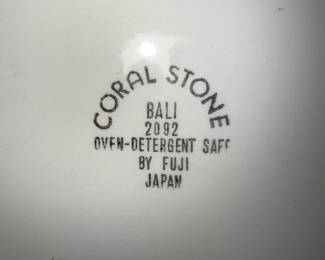 CORAL STONE
BALI
2092
OVEN-DETERGENT SAFE
BY FUJI
JAPAN